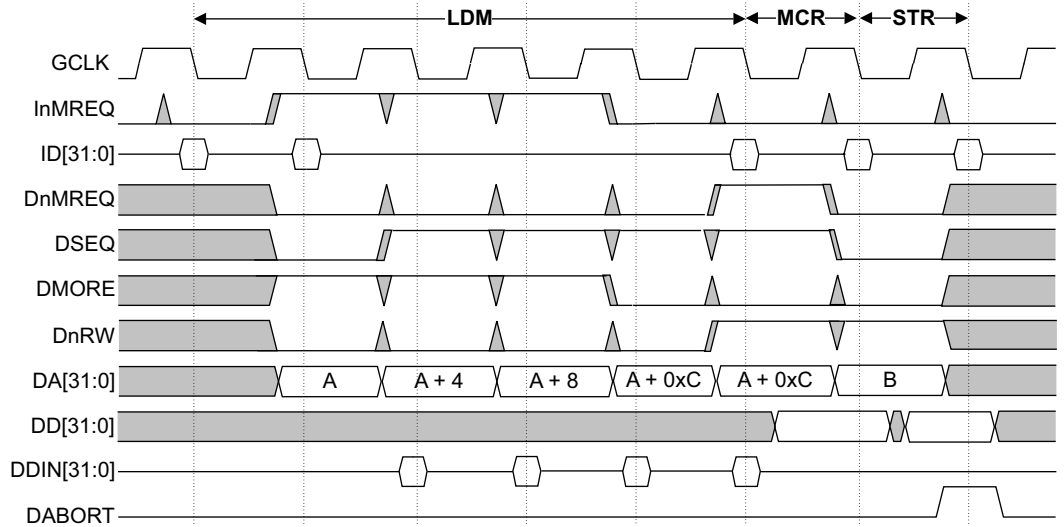 LDM MCR STR
GCLK
InMREQ
ID[31:0]
DnMREQ
DSEQ
DMORE
DnRW
DA[31:0] A A + 4 A + 8 A + 0xC A + 0xC B
DD[31:0]
DDIN[31:0]
DABORT